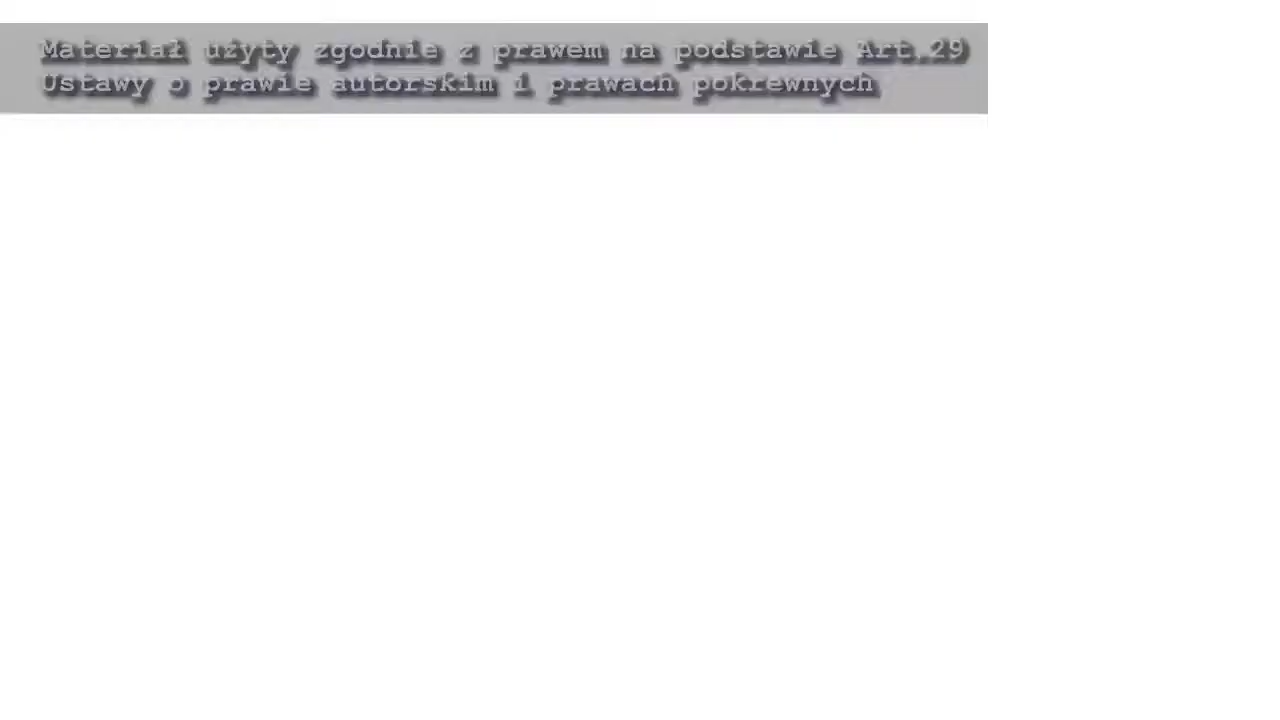 Materiał użyty zgodnie z prawem na podstawie Art.29
Ustawy o prawie autorskim i prawach pokrewnych